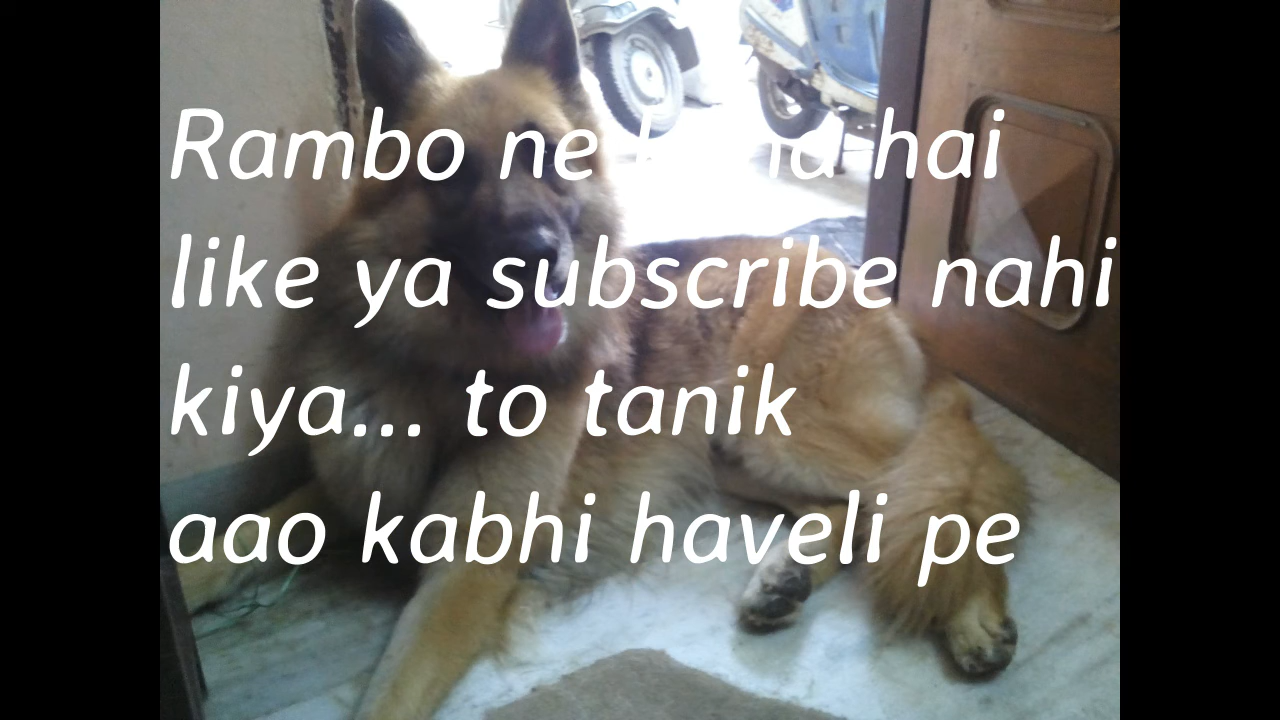 Rambo ne hai
like ya subscribe nahi
kiya... to tanik
aao kabhi haveli pe